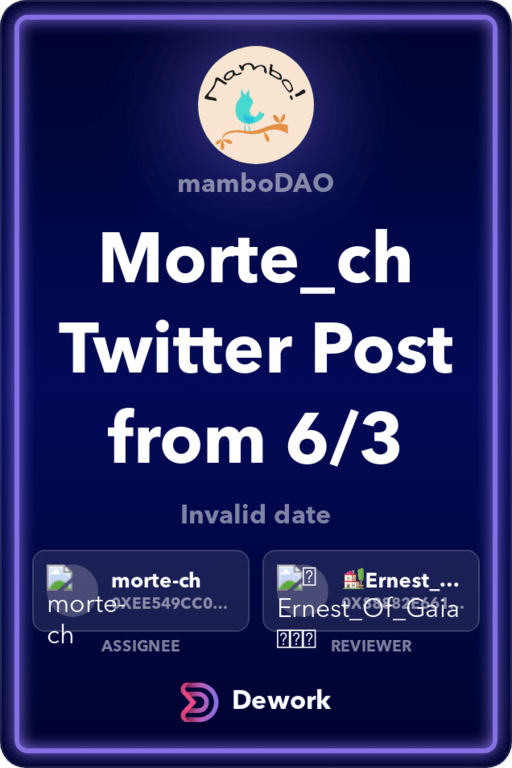 Mambo!
mamboDAO
Morte_ch
Twitter Post
from 6/3
Invalid date
morte-ch
0XEE549CC0...
morte-
ch
ASSIGNEE
🏡Ernest_...
Ernest_Of_Gaia
REVIEWER
Dework